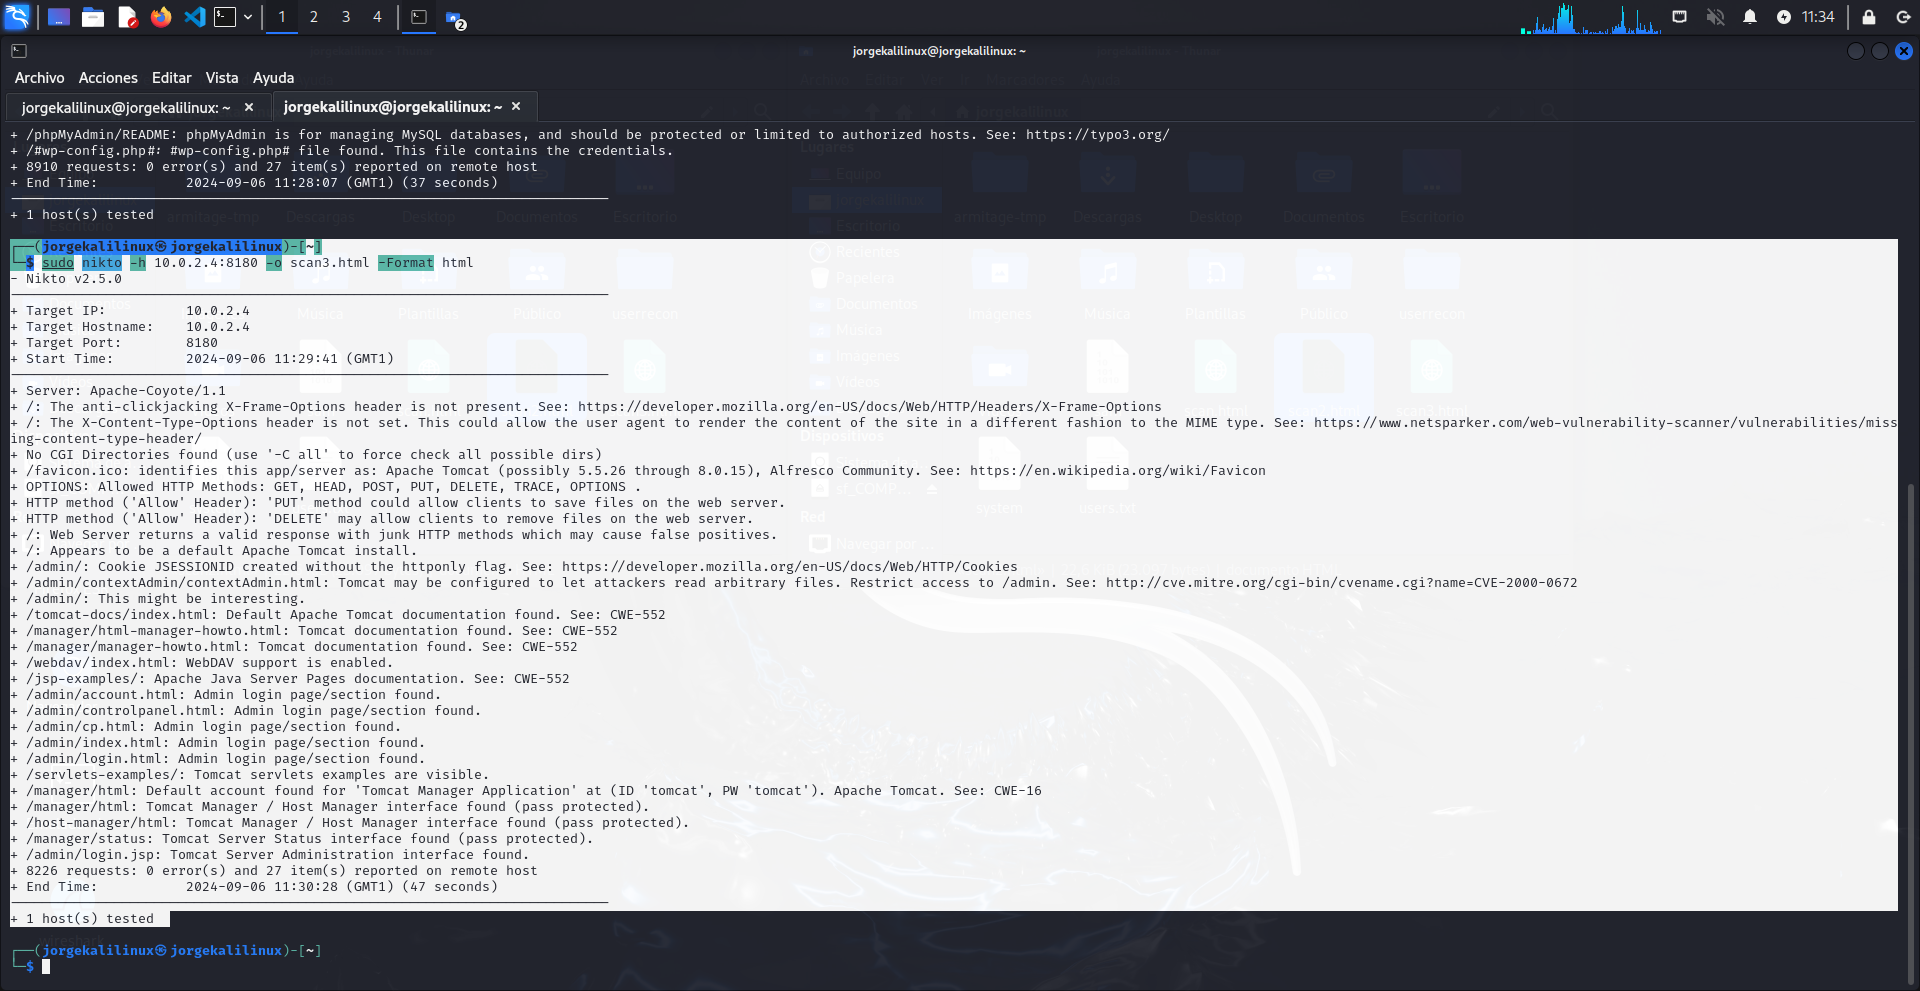 1 2 3 4 2 11:34
jorgekalilinux@jorgekalilinux: ~
Archivo Acciones Editar Vista Ayuda
jorgekalilinux@jorgekalilinux: ~ × jorgekalilinux@jorgekalilinux: ~ ×
+ /phpMyAdmin/README: phpMyAdmin is for managing MySQL databases, and should be protected or limited to authorized hosts. See: https://typo3.org/
+ /#wp-config.php#: #wp-config.php# file found. This file contains the credentials.
+ 8910 requests: 0 error(s) and 27 item(s) reported on remote host
+ End Time: 2024-09-06 11:28:07 (GMT1) (37 seconds)
+ 1 host(s) tested
┌──(jorgekalilinux㉿jorgekalilinux)-[~]
└─$ sudo nikto -h 10.0.2.4:8180 -o scan3.html -Format html
- Nikto v2.5.0
+ Target IP: 10.0.2.4
+ Target Hostname: 10.0.2.4
+ Target Port: 8180
+ Start Time: 2024-09-06 11:29:41 (GMT1)
+ Server: Apache-Coyote/1.1
+ /: The anti-clickjacking X-Frame-Options header is not present. See: https://developer.mozilla.org/en-US/docs/Web/HTTP/Headers/X-Frame-Options
+ /: The X-Content-Type-Options header is not set. This could allow the user agent to render the content of the site in a different fashion to the MIME type. See: https://www.netsparker.com/web-vulnerability-scanner/vulnerabilities/miss
ing-content-type-header/
+ No CGI Directories found (use '-C all' to force check all possible dirs)
+ /favicon.ico: identifies this app/server as: Apache Tomcat (possibly 5.5.26 through 8.0.15), Alfresco Community. See: https://en.wikipedia.org/wiki/Favicon
+ OPTIONS: Allowed HTTP Methods: GET, HEAD, POST, PUT, DELETE, TRACE, OPTIONS .
+ HTTP method ('Allow' Header): 'PUT' method could allow clients to save files on the web server.
+ HTTP method ('Allow' Header): 'DELETE' may allow clients to remove files on the web server.
+ /: Web Server returns a valid response with junk HTTP methods which may cause false positives.
+ /: Appears to be a default Apache Tomcat install.
+ /admin/: Cookie JSESSIONID created without the httponly flag. See: https://developer.mozilla.org/en-US/docs/Web/HTTP/Cookies
+ /admin/contextAdmin/contextAdmin.html: Tomcat may be configured to let attackers read arbitrary files. Restrict access to /admin. See: http://cve.mitre.org/cgi-bin/cvename.cgi?name=CVE-2000-0672
+ /admin/: This might be interesting.
+ /tomcat-docs/index.html: Default Apache Tomcat documentation found. See: CWE-552
+ /manager/html-manager-howto.html: Tomcat documentation found. See: CWE-552
+ /manager/manager-howto.html: Tomcat documentation found. See: CWE-552
+ /webdav/index.html: WebDAV support is enabled.
+ /jsp-examples/: Apache Java Server Pages documentation. See: CWE-552
+ /admin/account.html: Admin login page/section found.
+ /admin/controlpanel.html: Admin login page/section found.
+ /admin/cp.html: Admin login page/section found.
+ /admin/index.html: Admin login page/section found.
+ /admin/login.html: Admin login page/section found.
+ /servlets-examples/: Tomcat servlets examples are visible.
+ /manager/html: Default account found for 'Tomcat Manager Application' at (ID 'tomcat', PW 'tomcat'). Apache Tomcat. See: CWE-16
+ /manager/html: Tomcat Manager / Host Manager interface found (pass protected).
+ /host-manager/html: Tomcat Manager / Host Manager interface found (pass protected).
+ /manager/status: Tomcat Server Status interface found (pass protected).
+ /admin/login.jsp: Tomcat Server Administration interface found.
+ 8226 requests: 0 error(s) and 27 item(s) reported on remote host
+ End Time: 2024-09-06 11:30:28 (GMT1) (47 seconds)
+ 1 host(s) tested
┌──(jorgekalilinux㉿jorgekalilinux)-[~]
└─$